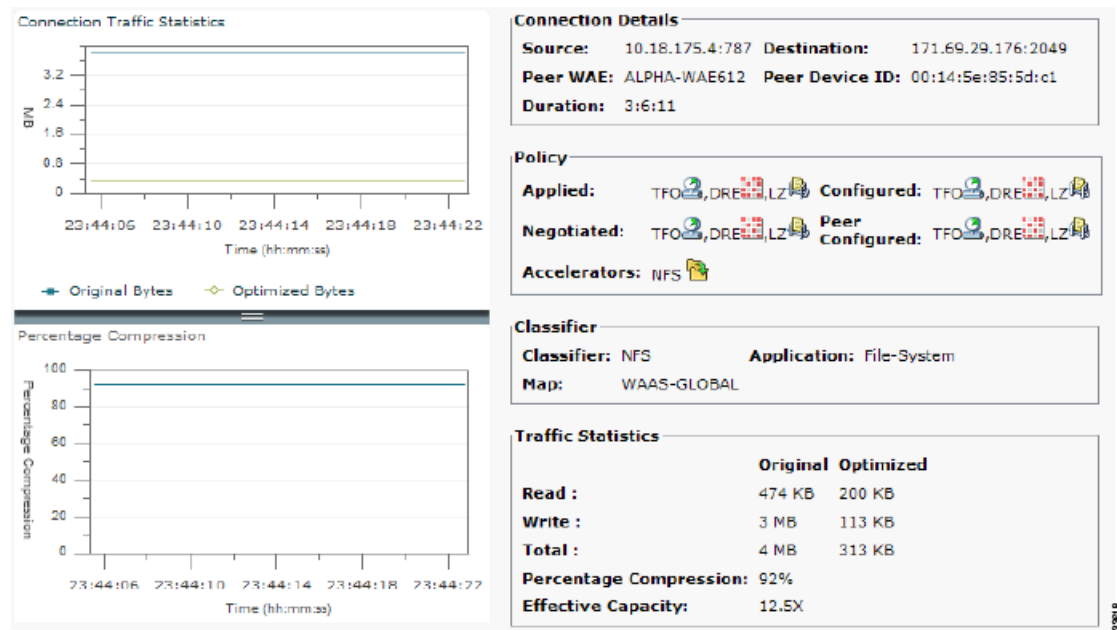 Connection Traffic Statistics
3.2
2.4
1.6
0.8
0
MB
23:44:06 23:44:10 23:44:14 23:44:18 23:44:22
Time (hh:mm:ss)
Original Bytes Optimized Bytes
Percentage Compression
100
80
60
40
20
0
Percentage Compression
23:44:06 23:44:10 23:44:14 23:44:18 23:44:22
Time (hh:mm:ss)
Connection Details
Source: 10.18.175.4:787 Destination: 171.69.29.176:2049
Peer WAE: ALPHA-WAE612 Peer Device ID: 00:14:5e:85:5d:c1
Duration: 3:6:11
Policy
Applied: TFO,DRE,LZ Configured: TFO,DRE,LZ
Negotiated: TFO,DRE,LZ Peer Configured: TFO,DRE,LZ
Accelerators: NFS
Classifier
Classifier: NFS Application: File-System
Map: WAAS-GLOBAL
Traffic Statistics
Original Optimized
Read : 474 KB 200 KB
Write : 3 MB 113 KB
Total : 4 MB 313 KB
Percentage Compression: 92%
Effective Capacity: 12.5X